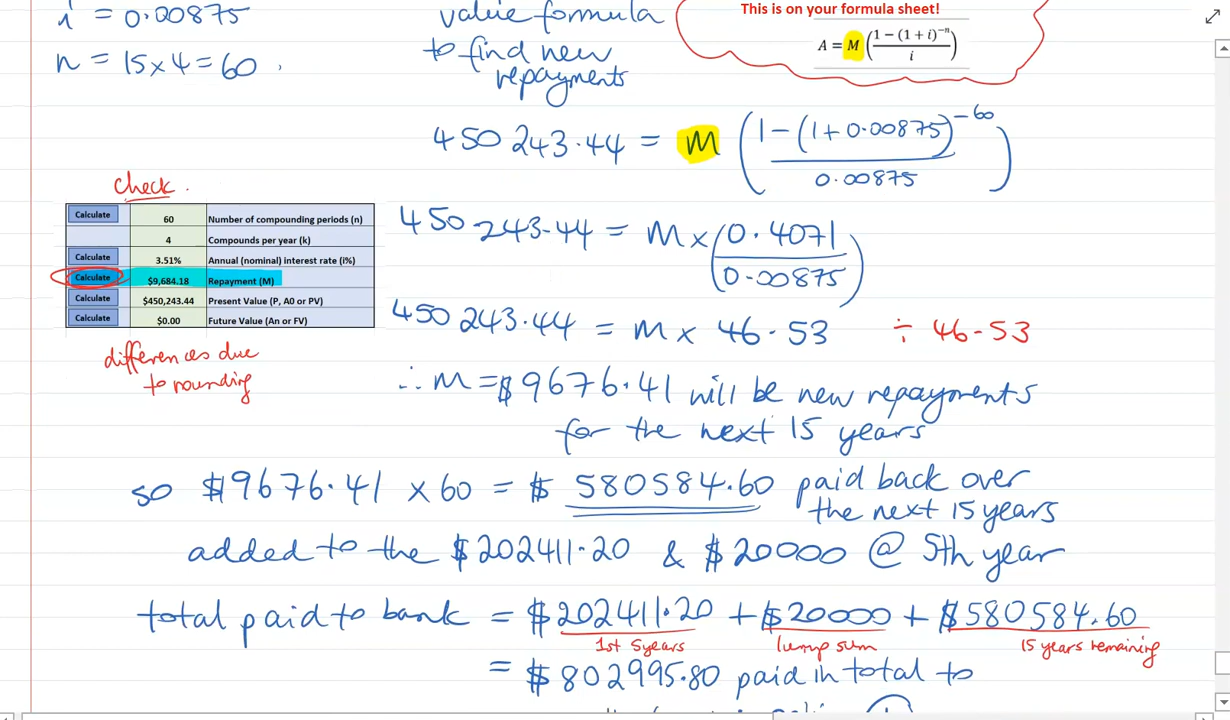 i = 0.00875
n = 15 x 4 = 60
value formula
to find new
repayments
This is on your formula sheet!
A = M ( 1 − (1 + i)^−n / i )
450 243.44 = M ( 1 − (1 + 0.00875)^−60 / 0.00875 )
check.
Calculate 60 Number of compounding periods (n)
4 Compounds per year (k)
Calculate 3.51% Annual (nominal) interest rate (i%)
Calculate $9,684.18 Repayment (M)
Calculate $450,243.44 Present Value (P, A0 or PV)
Calculate $0.00 Future Value (An or FV)
differences due
to rounding
450 243.44 = M x ( 0.4071 / 0.00875 )
450 243.44 = M x 46.53 ÷ 46.53
∴ M = $9676.41 will be new repayments
for the next 15 years
so $9676.41 x 60 = $ 580584.60 paid back over
the next 15 years
added to the $202411.20 & $20000 @ 5th year
total paid to bank = $202411.20 + $20000 + $580584.60
1st 5years lump sum 15 years remaining
= $802995.80 paid in total to